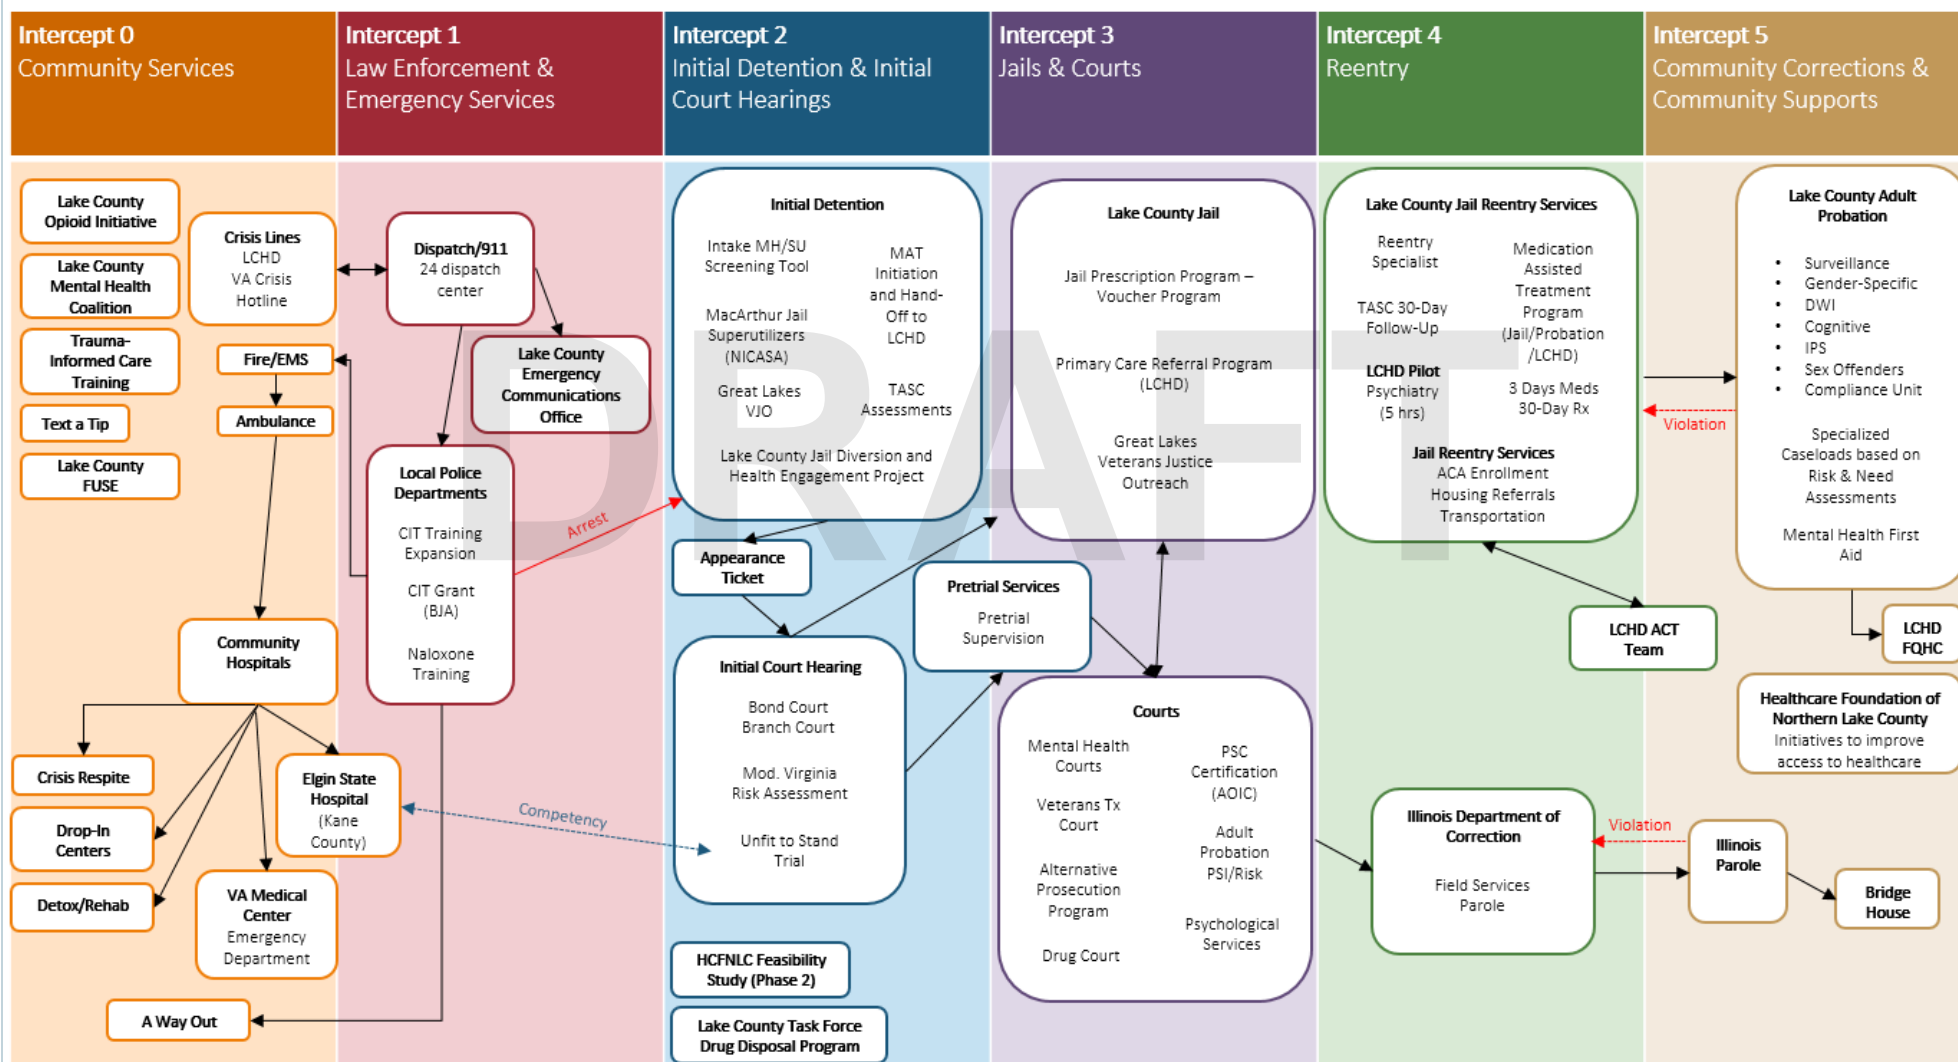 Intercept 0
Community Services
Intercept 1
Law Enforcement &
Emergency Services
Intercept 2
Initial Detention & Initial
Court Hearings
Intercept 3
Jails & Courts
Intercept 4
Reentry
Intercept 5
Community Corrections &
Community Supports
DRAFT
Lake County
Opioid Initiative
Lake County
Mental Health
Coalition
Trauma-
Informed Care
Training
Text a Tip
Lake County
FUSE
Crisis Lines
LCHD
VA Crisis
Hotline
Fire/EMS
Ambulance
Community
Hospitals
Crisis Respite
Drop-In
Centers
Detox/Rehab
Elgin State
Hospital
(Kane
County)
VA Medical
Center
Emergency
Department
A Way Out
Dispatch/911
24 dispatch
center
Lake County
Emergency
Communications
Office
Local Police
Departments
CIT Training
Expansion
CIT Grant
(BJA)
Naloxone
Training
Arrest
Competency
Initial Detention
Intake MH/SU
Screening Tool
MacArthur Jail
Superutilizers
(NICASA)
Great Lakes
VJO
MAT
Initiation
and Hand-
Off to
LCHD
TASC
Assessments
Lake County Jail Diversion and
Health Engagement Project
Appearance
Ticket
Initial Court Hearing
Bond Court
Branch Court
Mod. Virginia
Risk Assessment
Unfit to Stand
Trial
Pretrial Services
Pretrial
Supervision
HCFNLC Feasibility
Study (Phase 2)
Lake County Task Force
Drug Disposal Program
Lake County Jail
Jail Prescription Program –
Voucher Program
Primary Care Referral Program
(LCHD)
Great Lakes
Veterans Justice
Outreach
Courts
Mental Health
Courts
Veterans Tx
Court
Alternative
Prosecution
Program
Drug Court
PSC
Certification
(AOIC)
Adult
Probation
PSI/Risk
Psychological
Services
Lake County Jail Reentry Services
Reentry
Specialist
TASC 30-Day
Follow-Up
LCHD Pilot
Psychiatry
(5 hrs)
Medication
Assisted
Treatment
Program
(Jail/Probation
/LCHD)
3 Days Meds
30-Day Rx
Jail Reentry Services
ACA Enrollment
Housing Referrals
Transportation
LCHD ACT
Team
Illinois Department of
Correction
Field Services
Parole
Violation
Violation
Lake County Adult
Probation
• Surveillance
• Gender-Specific
• DWI
• Cognitive
• IPS
• Sex Offenders
• Compliance Unit
Specialized
Caseloads based on
Risk & Need
Assessments
Mental Health First
Aid
LCHD
FQHC
Healthcare Foundation of
Northern Lake County
Initiatives to improve
access to healthcare
Illinois
Parole
Bridge
House